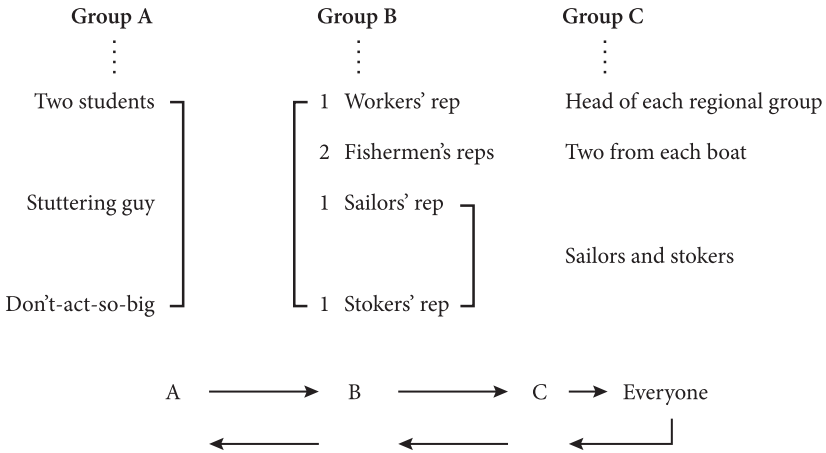 Group A Group B Group C
Two students 1 Workers’ rep Head of each regional group
2 Fishermen’s reps Two from each boat
Stuttering guy 1 Sailors’ rep
Sailors and stokers
Don’t-act-so-big 1 Stokers’ rep
A B C Everyone